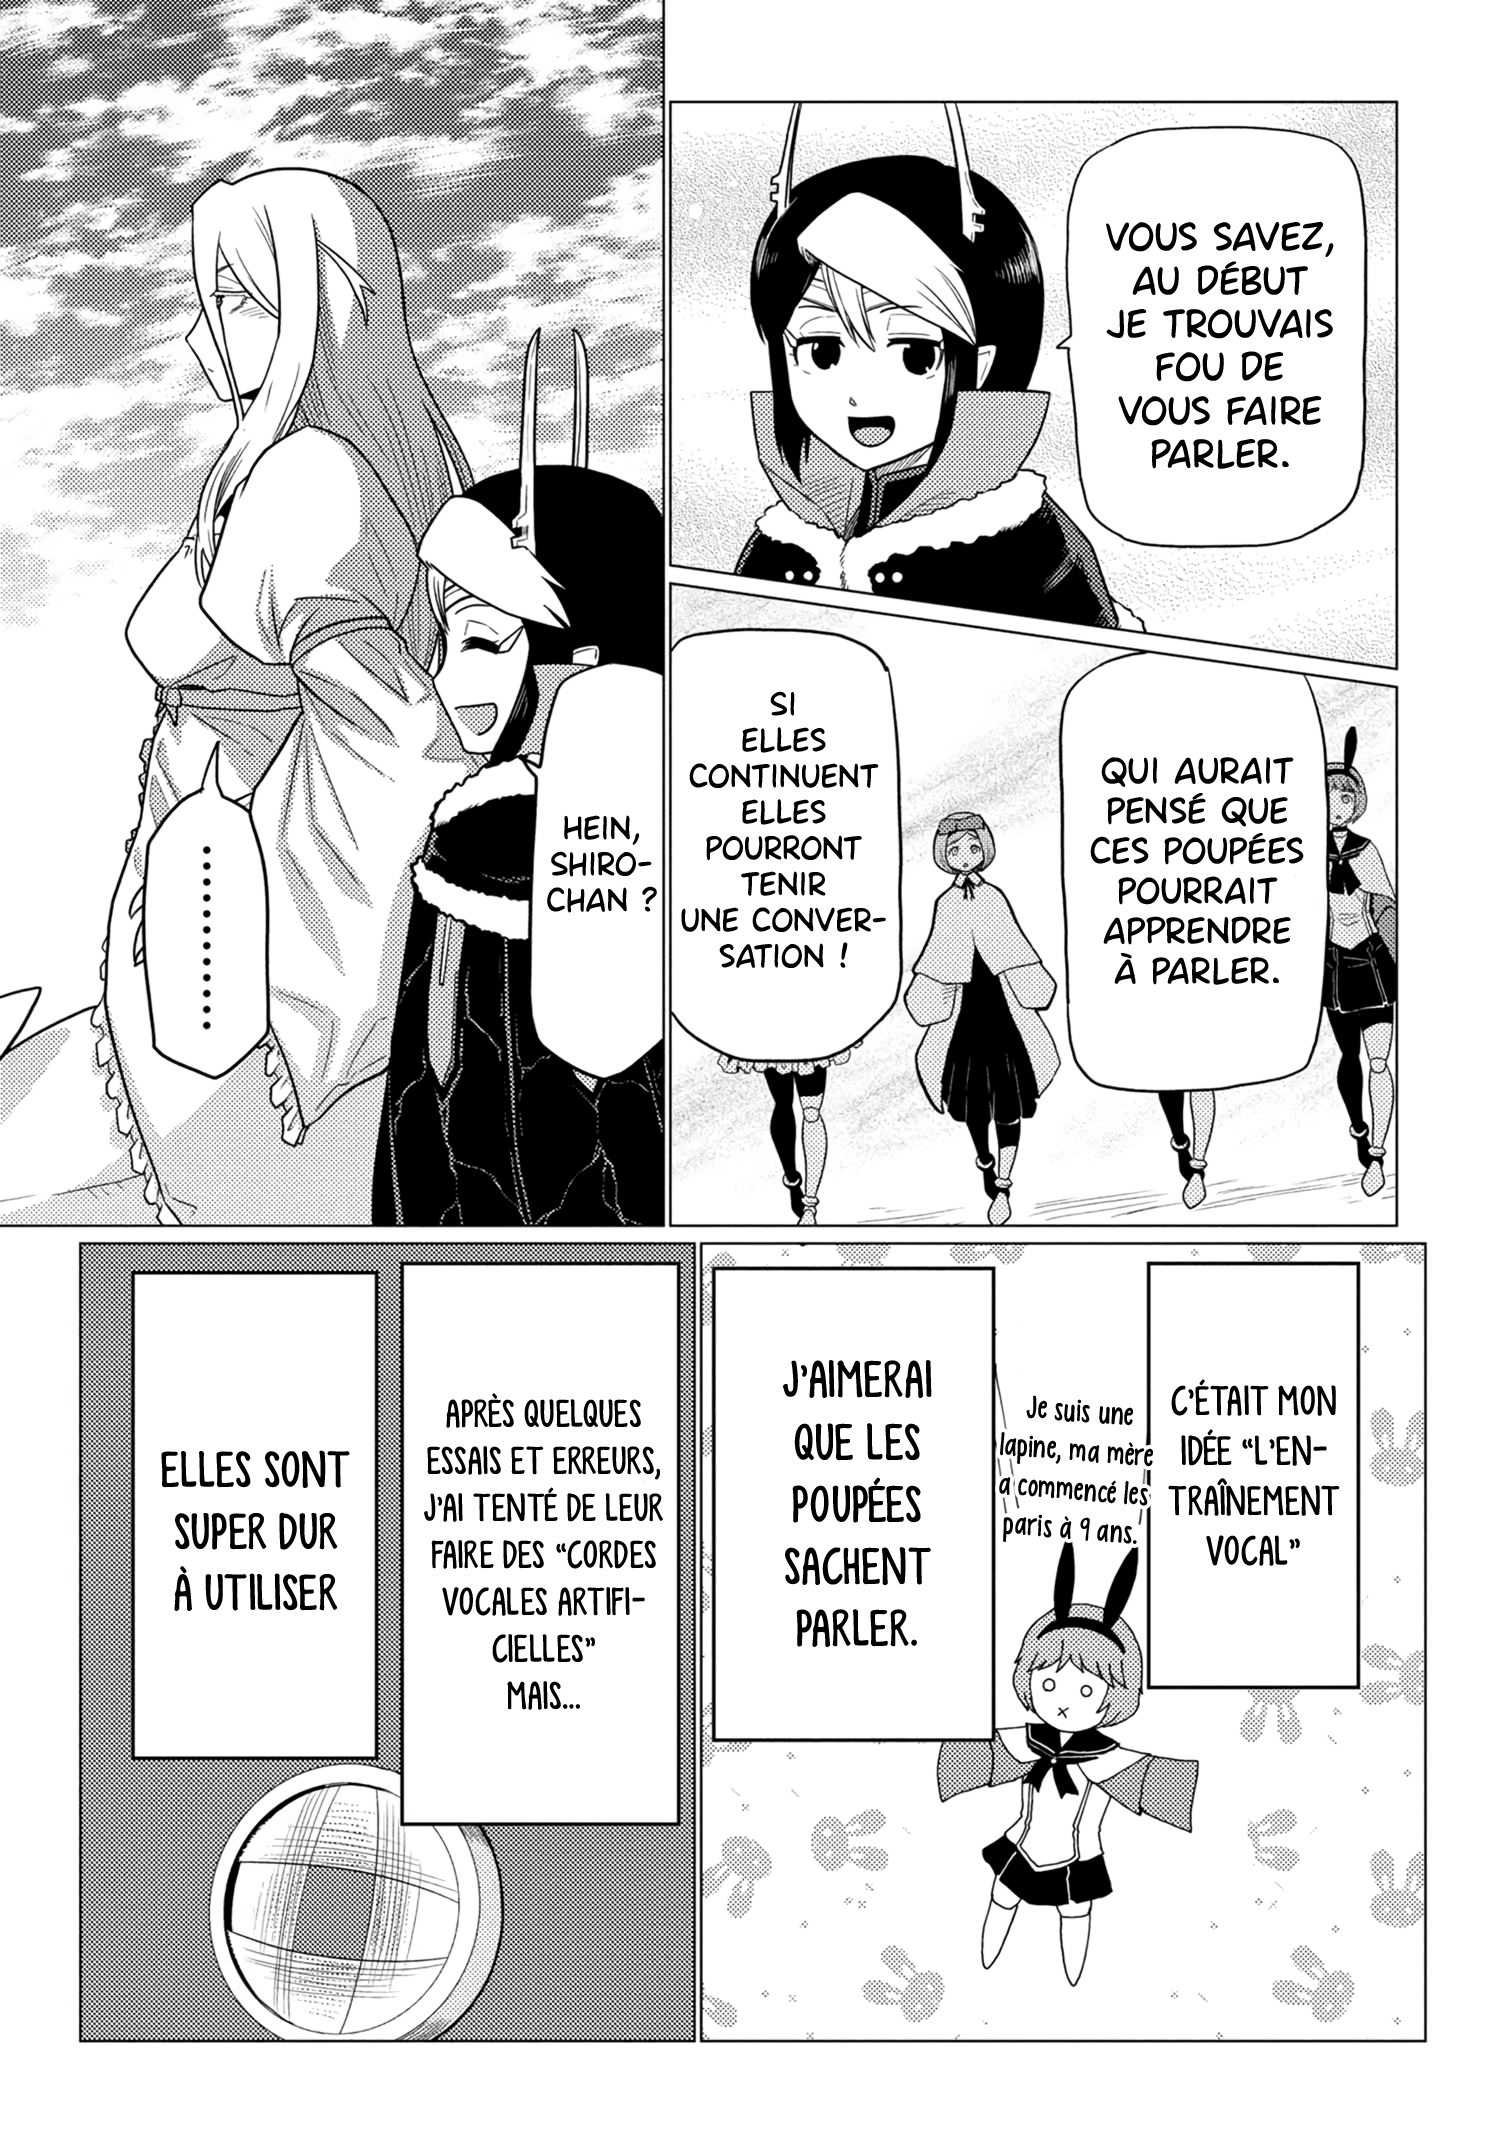 VOUS SAVEZ,
AU DÉBUT
JE TROUVAIS
FOU DE
VOUS FAIRE
PARLER.
QUI AURAIT
PENSÉ QUE
CES POUPÉES
POURRAIT
APPRENDRE
À PARLER.
SI
ELLES
CONTINUENT
ELLES
POURRONT
TENIR
UNE CONVER-
SATION !
HEIN,
SHIRO-
CHAN ?
.........
C'ÉTAIT MON
IDÉE "L'EN-
TRAÎNEMENT
VOCAL"
Je suis une
lapine, ma mère
a commencé les
paris à 9 ans.
J'AIMERAI
QUE LES
POUPÉES
SACHENT
PARLER.
APRÈS QUELQUES
ESSAIS ET ERREURS,
J'AI TENTÉ DE LEUR
FAIRE DES "CORDES
VOCALES ARTIFI-
CIELLES"
MAIS...
ELLES SONT
SUPER DUR
À UTILISER